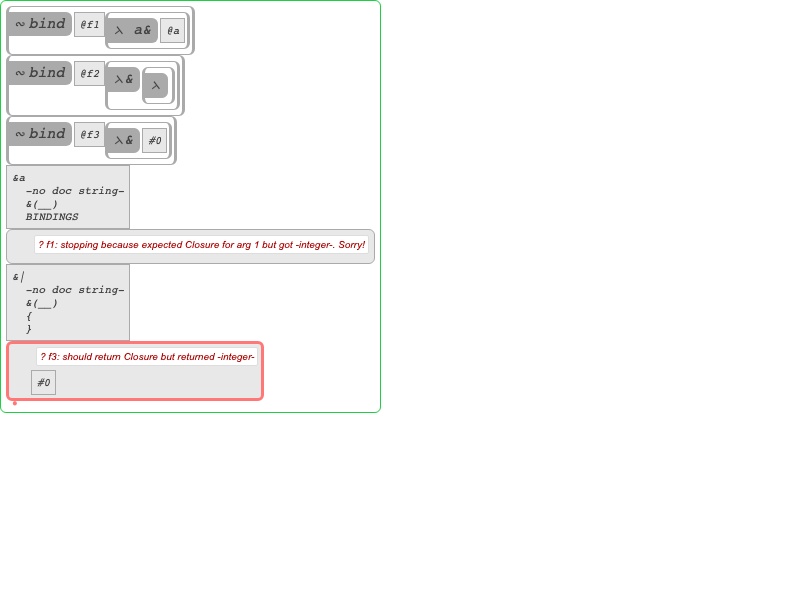 ~ bind @f1 λ a& @a
~ bind @f2 λ& λ
~ bind @f3 λ& #0
&a
-no doc string-
&(__)
BINDINGS
? f1: stopping because expected Closure for arg 1 but got -integer-. Sorry!
&|
-no doc string-
&(__)
{
}
? f3: should return Closure but returned -integer-
#0